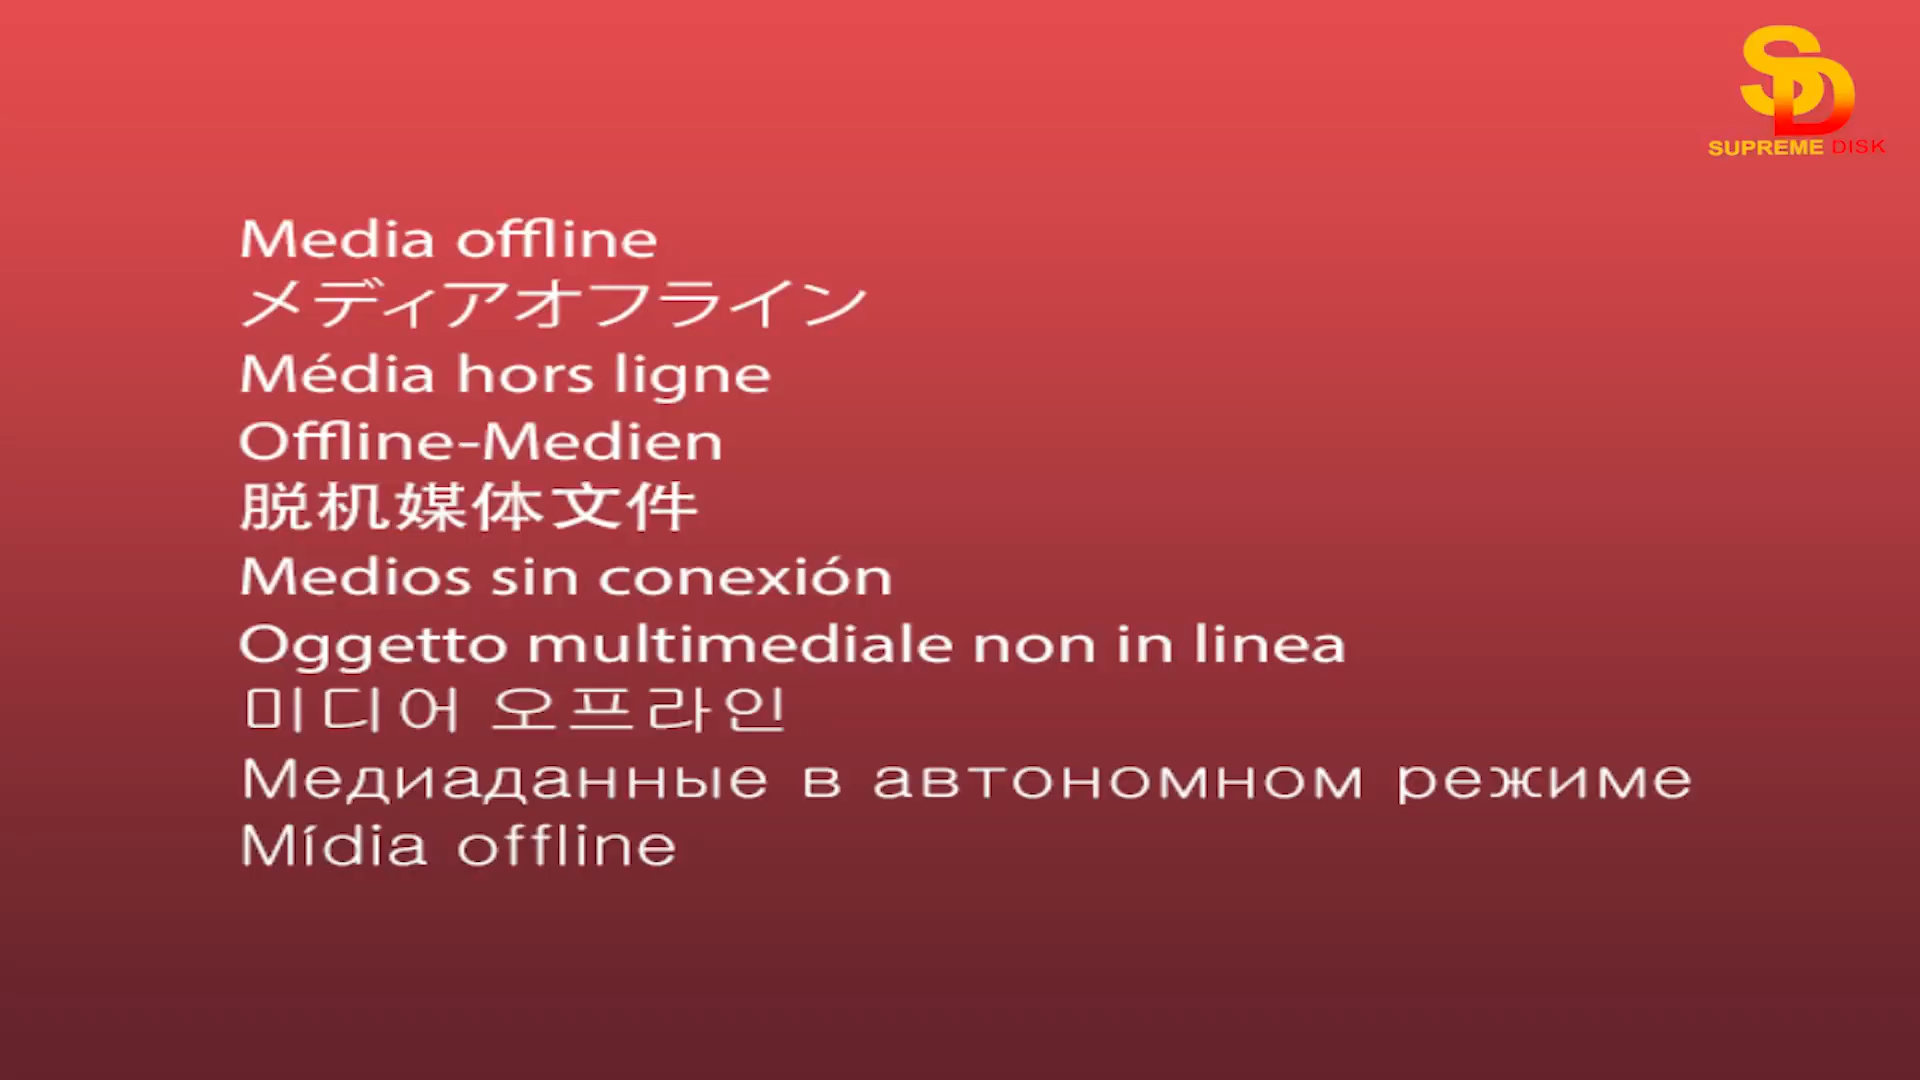 SD
SUPREME DISK
Media offline
メディアオフライン
Média hors ligne
Offline-Medien
脱机媒体文件
Medios sin conexión
Oggetto multimediale non in linea
미디어 오프라인
Медиаданные в автономном режиме
Mídia offline